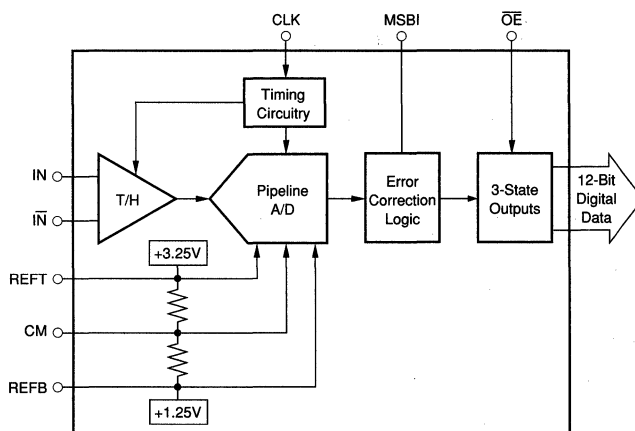 CLK
MSBI
OE
Timing
Circuitry
IN
IN
T/H
Pipeline
A/D
Error
Correction
Logic
3-State
Outputs
12-Bit
Digital
Data
+3.25V
REFT
CM
REFB
+1.25V